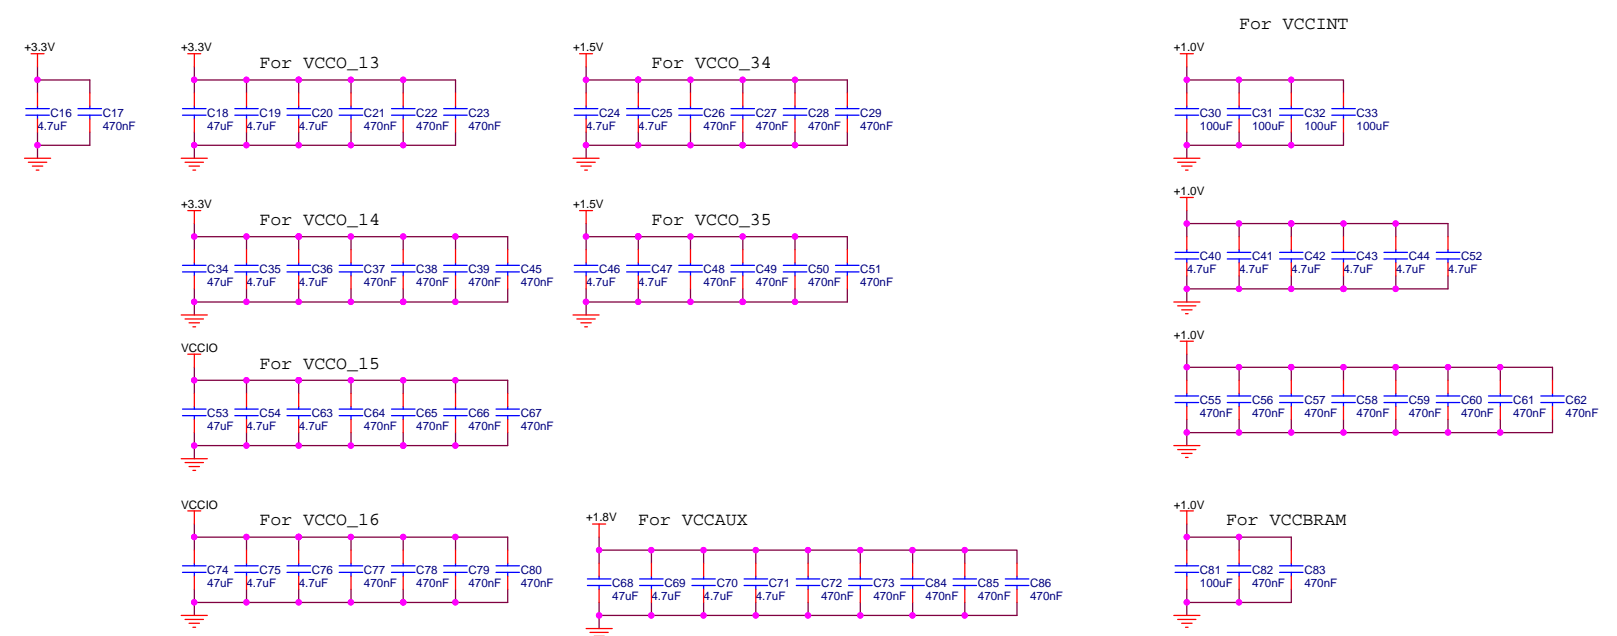 For VCCINT
+3.3V
C16
4.7uF
C17
470nF
+3.3V
For VCCO_13
C18
47uF
C19
4.7uF
C20
4.7uF
C21
470nF
C22
470nF
C23
470nF
+1.5V
For VCCO_34
C24
4.7uF
C25
4.7uF
C26
470nF
C27
470nF
C28
470nF
C29
470nF
+1.0V
C30
100uF
C31
100uF
C32
100uF
C33
100uF
+3.3V
For VCCO_14
C34
47uF
C35
4.7uF
C36
4.7uF
C37
470nF
C38
470nF
C39
470nF
C45
470nF
+1.5V
For VCCO_35
C46
4.7uF
C47
4.7uF
C48
470nF
C49
470nF
C50
470nF
C51
470nF
+1.0V
C40
4.7uF
C41
4.7uF
C42
4.7uF
C43
4.7uF
C44
4.7uF
C52
4.7uF
VCCIO
For VCCO_15
C53
47uF
C54
4.7uF
C63
4.7uF
C64
470nF
C65
470nF
C66
470nF
C67
470nF
+1.0V
C55
470nF
C56
470nF
C57
470nF
C58
470nF
C59
470nF
C60
470nF
C61
470nF
C62
470nF
VCCIO
For VCCO_16
C74
47uF
C75
4.7uF
C76
4.7uF
C77
470nF
C78
470nF
C79
470nF
C80
470nF
+1.8V
For VCCAUX
C68
47uF
C69
4.7uF
C70
4.7uF
C71
4.7uF
C72
470nF
C73
470nF
C84
470nF
C85
470nF
C86
470nF
+1.0V
For VCCBRAM
C81
100uF
C82
470nF
C83
470nF